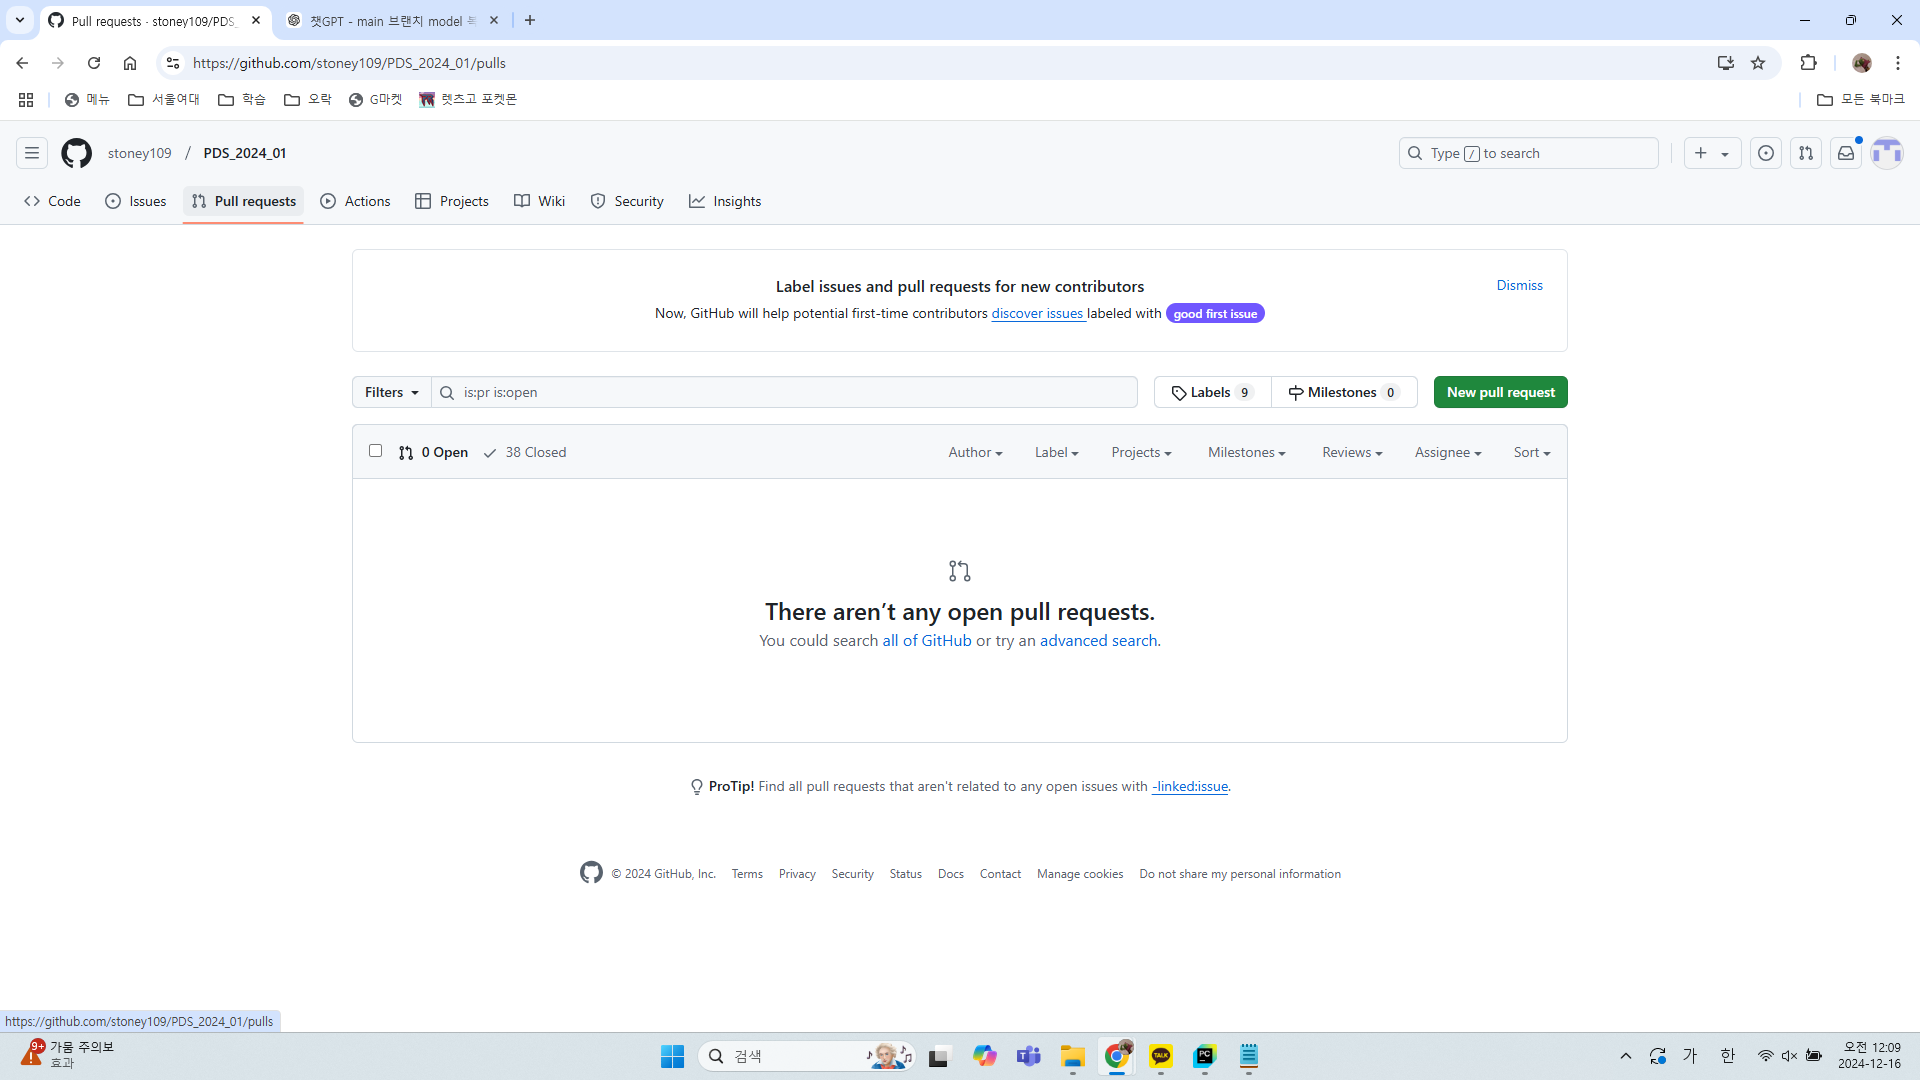 Pull requests · stoney109/PDS_
챗GPT - main 브랜치 model 복
https://github.com/stoney109/PDS_2024_01/pulls
메뉴
서울여대
학습
오락
G마켓
렛츠고 포켓몬
모든 북마크
stoney109 / PDS_2024_01
Type / to search
Code
Issues
Pull requests
Actions
Projects
Wiki
Security
Insights
Label issues and pull requests for new contributors
Dismiss
Now, GitHub will help potential first-time contributors discover issues labeled with good first issue
Filters
is:pr is:open
Labels 9
Milestones 0
New pull request
0 Open
38 Closed
Author
Label
Projects
Milestones
Reviews
Assignee
Sort
There aren’t any open pull requests.
You could search all of GitHub or try an advanced search.
ProTip! Find all pull requests that aren't related to any open issues with -linked:issue.
© 2024 GitHub, Inc.
Terms
Privacy
Security
Status
Docs
Contact
Manage cookies
Do not share my personal information
https://github.com/stoney109/PDS_2024_01/pulls
9+
가뭄 주의보
효과
검색
TALK
PC
가
한
오전 12:09
2024-12-16